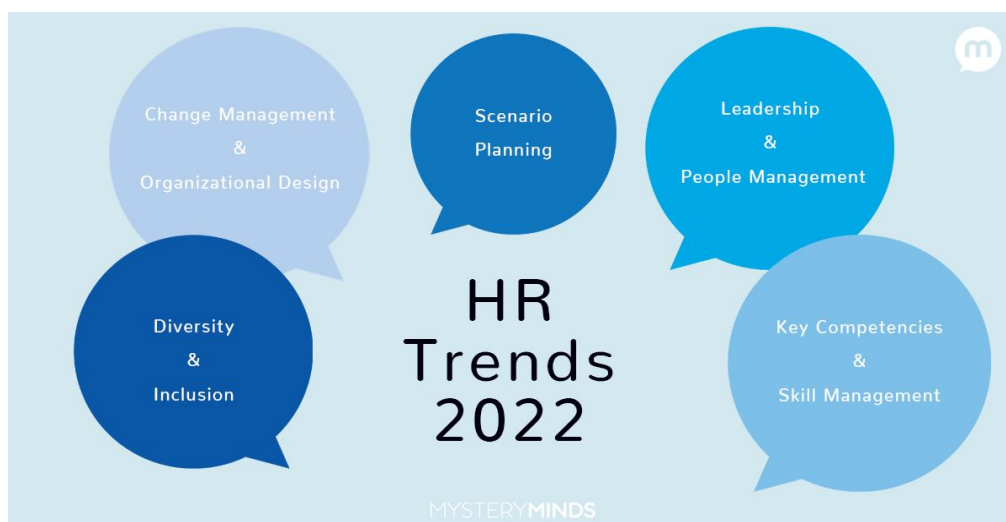 Change Management
&
Organizational Design
Scenario
Planning
Leadership
&
People Management
m
Diversity
&
Inclusion
HR
Trends
2022
Key Competencies
&
Skill Management
MYSTERYMINDS